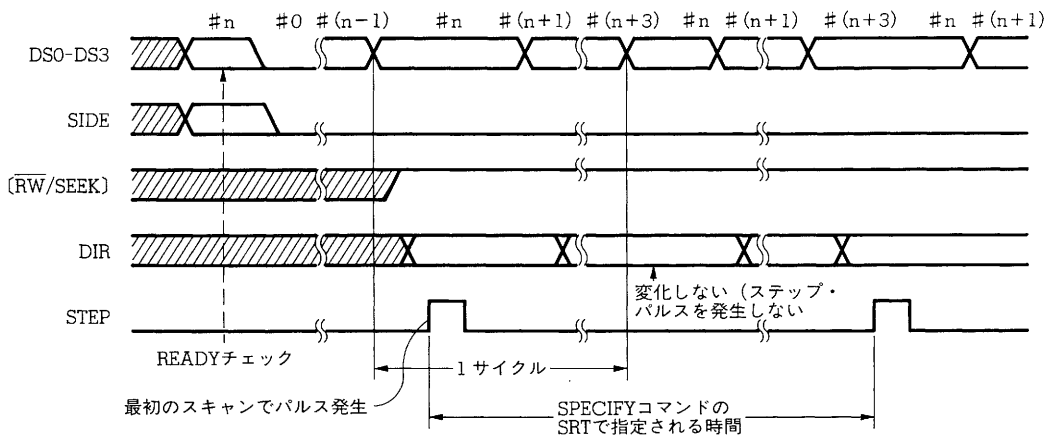 #n #0 #(n-1) #n #(n+1) #(n+3) #n #(n+1) #(n+3) #n #(n+1)
DS0-DS3
SIDE
(R̅W̅/SEEK)
DIR
変化しない (ステップ・
パルスを発生しない
STEP
READYチェック
1サイクル
最初のスキャンでパルス発生
SPECIFYコマンドの
SRTで指定される時間